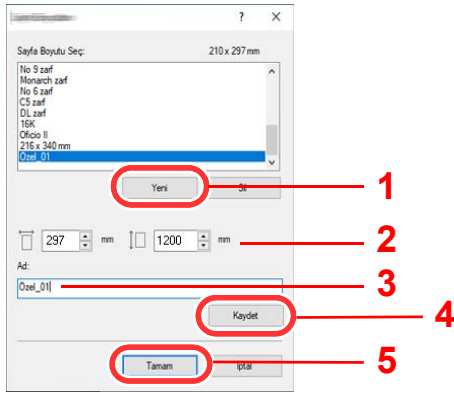 ?
Sayfa Boyutu Seç: 210 x 297 mm
No 9 zarf
Monarch zarf
No 6 zarf
C5 zarf
DL zarf
16K
Oficio II
216 x 340 mm
Özel_01
Yeni Sil 1
297 mm 1200 mm 2
Ad:
Özel_01 3
Kaydet 4
Tamam İptal 5